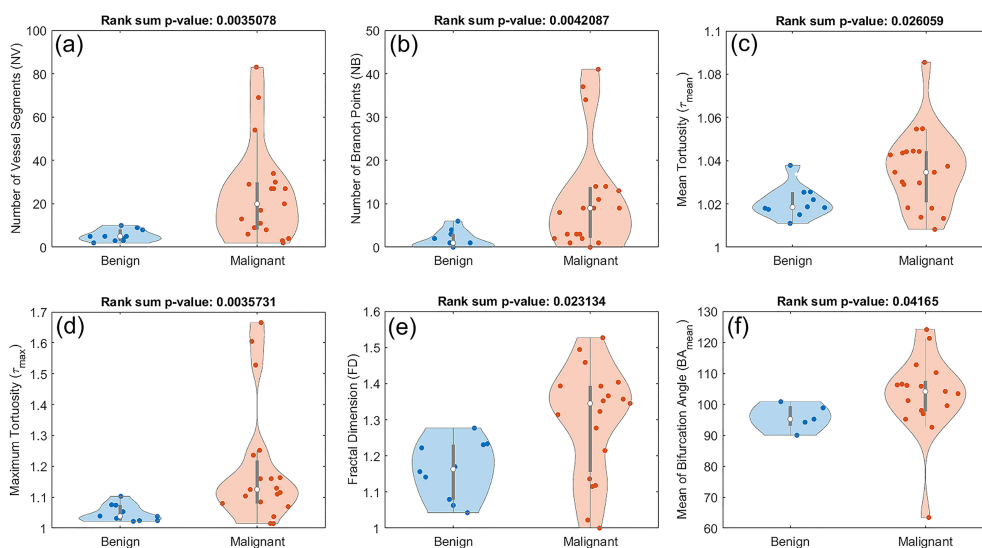 Rank sum p-value: 0.0035078
(a)
Number of Vessel Segments (NV)
100
80
60
40
20
0
Benign
Malignant
Rank sum p-value: 0.0042087
(b)
Number of Branch Points (NB)
50
40
30
20
10
0
Benign
Malignant
Rank sum p-value: 0.026059
(c)
Mean Tortuosity (τmean)
1.1
1.08
1.06
1.04
1.02
1
Benign
Malignant
Rank sum p-value: 0.0035731
(d)
Maximum Tortuosity (τmax)
1.7
1.6
1.5
1.4
1.3
1.2
1.1
1
Benign
Malignant
Rank sum p-value: 0.023134
(e)
Fractal Dimension (FD)
1.6
1.5
1.4
1.3
1.2
1.1
1
Benign
Malignant
Rank sum p-value: 0.04165
(f)
Mean of Bifurcation Angle (BAmean)
130
120
110
100
90
80
70
60
Benign
Malignant